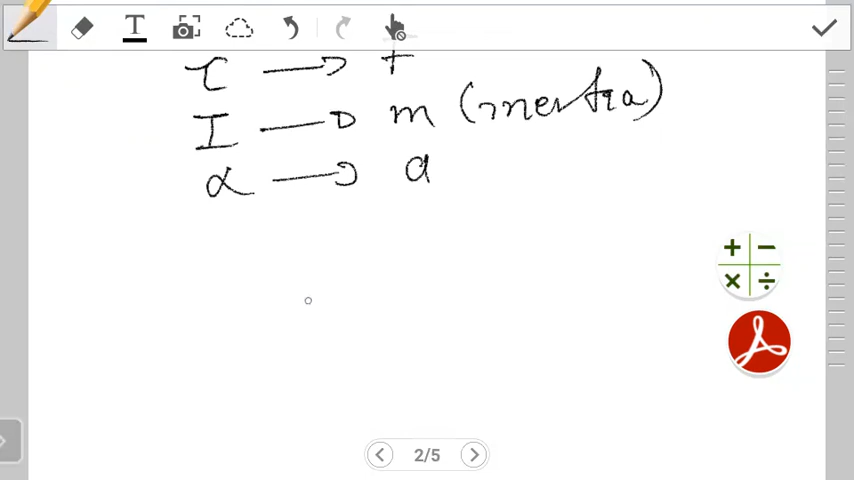 T
τ → F
I → m (inertia)
α → a
+ −
× ÷
2/5